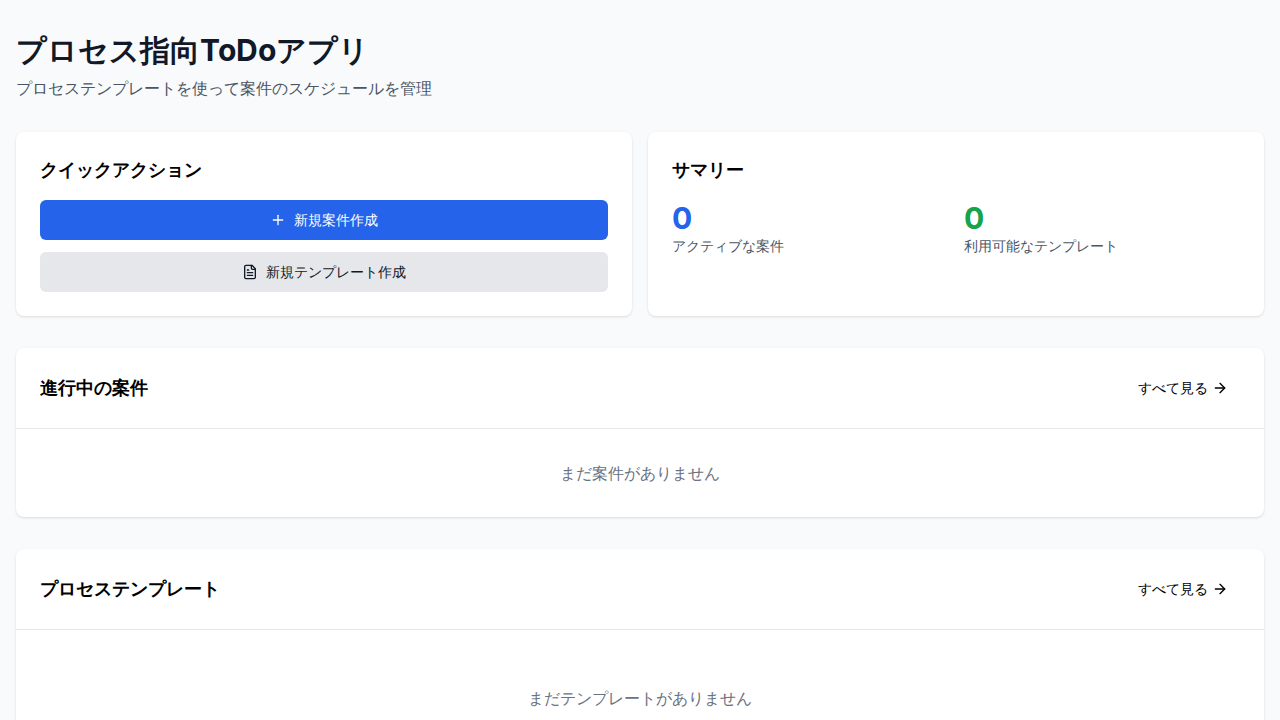 プロセス指向ToDoアプリ
プロセステンプレートを使って案件のスケジュールを管理
クイックアクション
新規案件作成
新規テンプレート作成
サマリー
0
アクティブな案件
0
利用可能なテンプレート
進行中の案件
すべて見る
まだ案件がありません
プロセステンプレート
すべて見る
まだテンプレートがありません